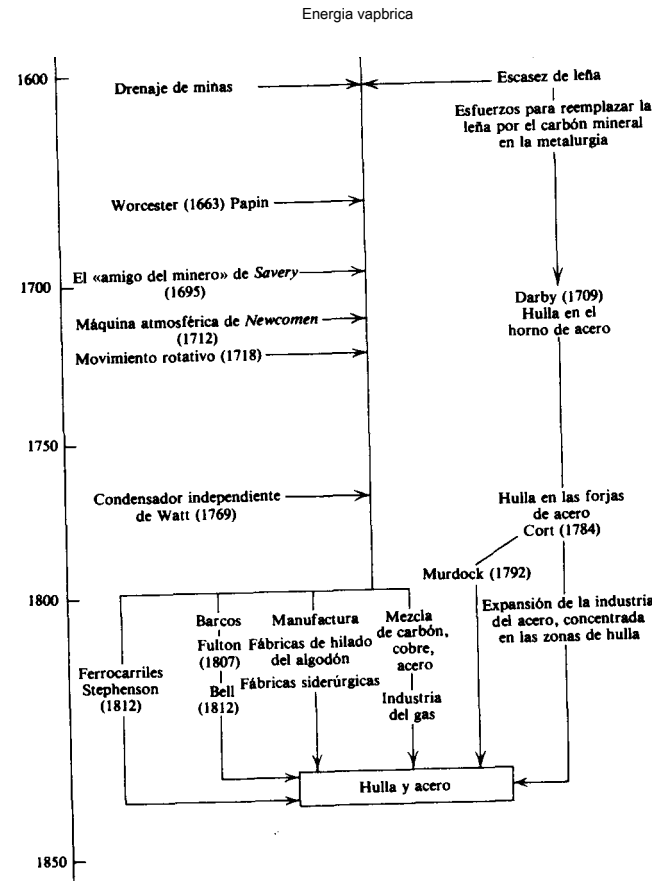 Energia vapbrica
1600
Drenaje de minas
Escasez de leña
Esfuerzos para reemplazar la
leña por el carbón mineral
en la metalurgia
Worcester (1663) Papin
El «amigo del minero» de Savery
(1695)
1700
Darby (1709)
Hulla en el
horno de acero
Máquina atmosférica de Newcomen
(1712)
Movimiento rotativo (1718)
1750
Condensador independiente
de Watt (1769)
Hulla en las forjas
de acero
Cort (1784)
Murdock (1792)
1800
Expansión de la industria
del acero, concentrada
en las zonas de hulla
Barcos
Fulton
(1807)
Bell
(1812)
Manufactura
Fábricas de hilado
del algodón
Fábricas siderúrgicas
Mezcla
de carbón,
cobre,
acero
Industria
del gas
Ferrocarriles
Stephenson
(1812)
Hulla y acero
1850